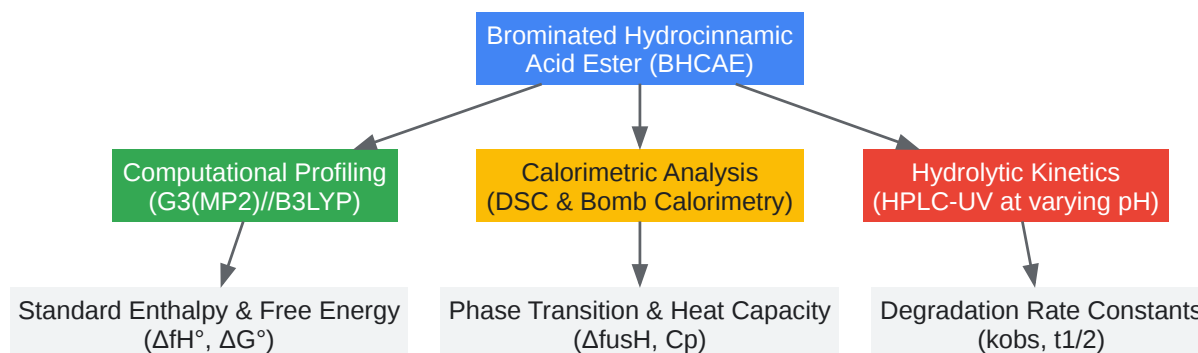 Brominated Hydrocinnamic
Acid Ester (BHCAE)
Computational Profiling
(G3(MP2)//B3LYP)
Calorimetric Analysis
(DSC & Bomb Calorimetry)
Hydrolytic Kinetics
(HPLC-UV at varying pH)
Standard Enthalpy & Free Energy
(ΔfH°, ΔG°)
Phase Transition & Heat Capacity
(ΔfusH, Cp)
Degradation Rate Constants
(kobs, t1/2)